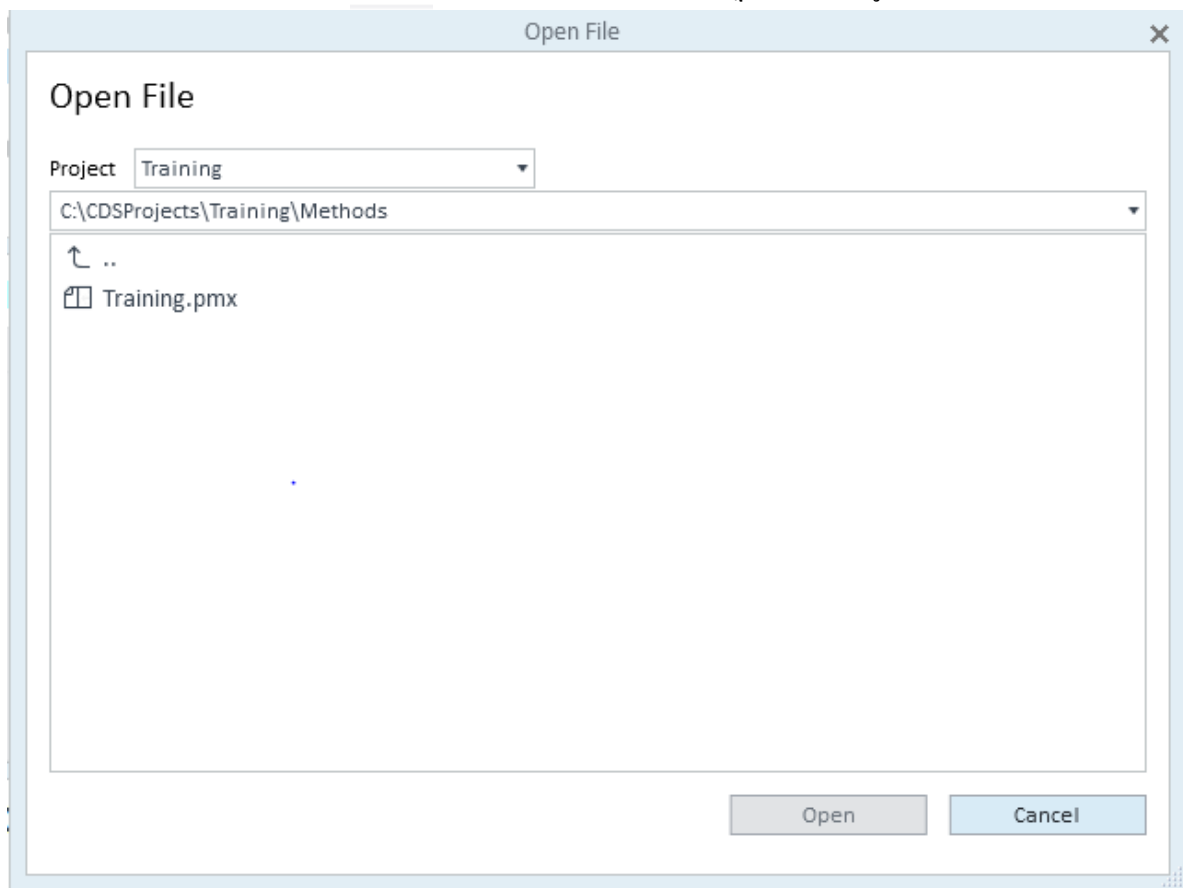 Open File
Open File
Project Training
C:\CDSProjects\Training\Methods
..
Training.pmx
Open Cancel